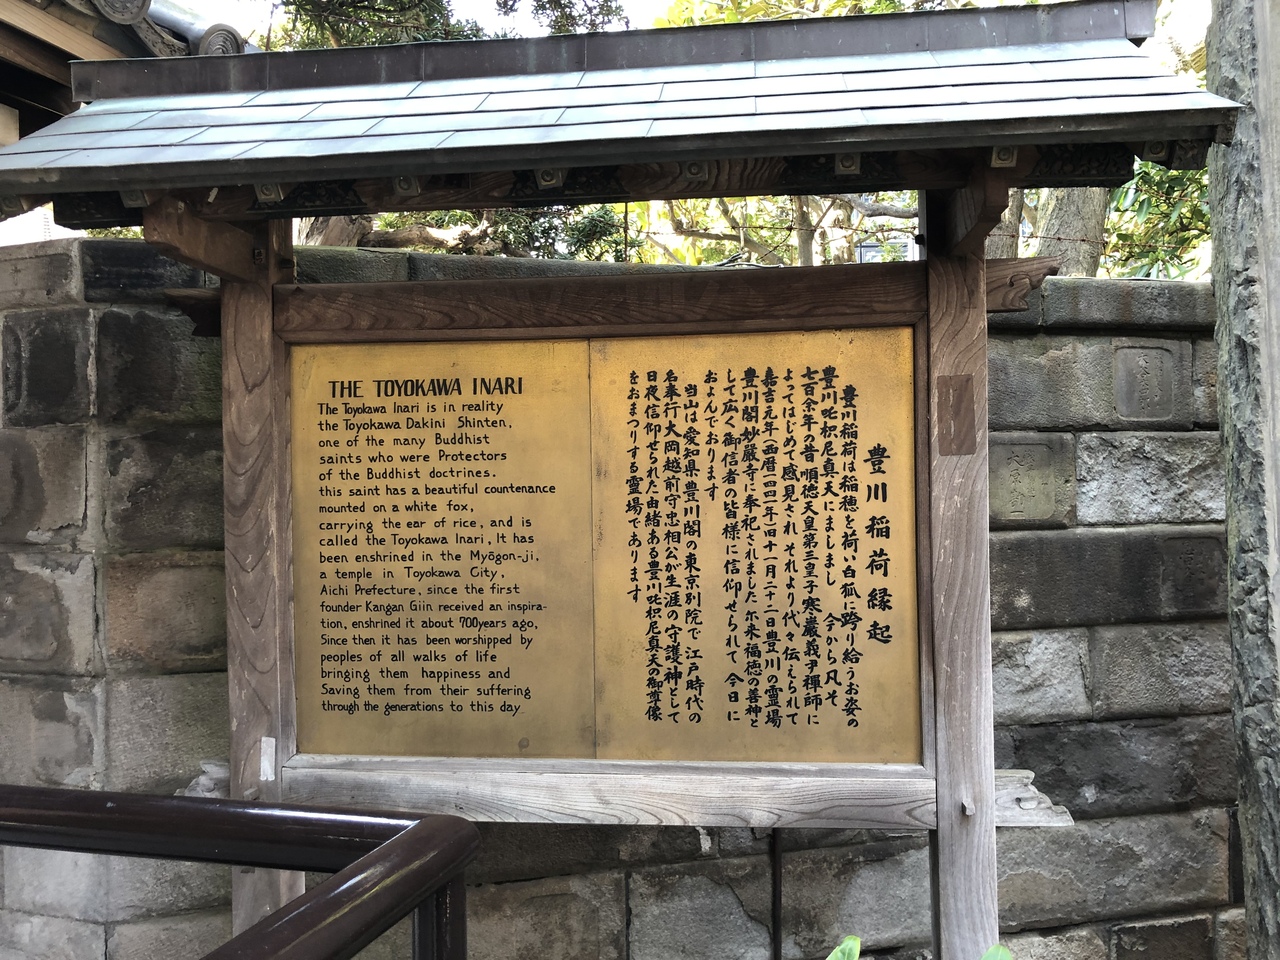 THE TOYOKAWA INARI
The Toyokawa Inari is in reality
the Toyokawa Dakini Shinten,
one of the many Buddhist
saints who were Protectors
of the Buddhist doctrines.
this saint has a beautiful countenance
mounted on a white fox,
carrying the ear of rice, and is
called the Toyokawa Inari, It has
been enshrined in the Myōgon-ji,
a temple in Toyokawa City,
Aichi Prefecture, since the first
founder Kangan Giin received an inspira-
tion, enshrined it about 700years ago,
Since then it has been worshipped by
peoples of all walks of life
bringing them happiness and
Saving them from their suffering
through the generations to this day
豊川稲荷縁起
豊川稲荷は稲穂を荷い白狐に跨り給うお姿の
豊川吒枳尼真天にましまし 今から凡そ
七百余年の昔順徳天皇第三皇子寒巌義尹禅師に
よってはじめて感見され それより代々伝えられて
嘉吉元年(西暦一四四一年)十一月二十二日豊川の霊場
豊川閣妙厳寺に奉祀されました 尓来福徳の善神と
して広く御信者の皆様に信仰せられて今日に
およんでおります
当山は愛知県豊川閣の東京別院で江戸時代の
名奉行大岡越前守忠相公が生涯の守護神として
日夜信仰せられた由緒ある豊川吒枳尼真天の御尊像
をおまつりする霊場であります